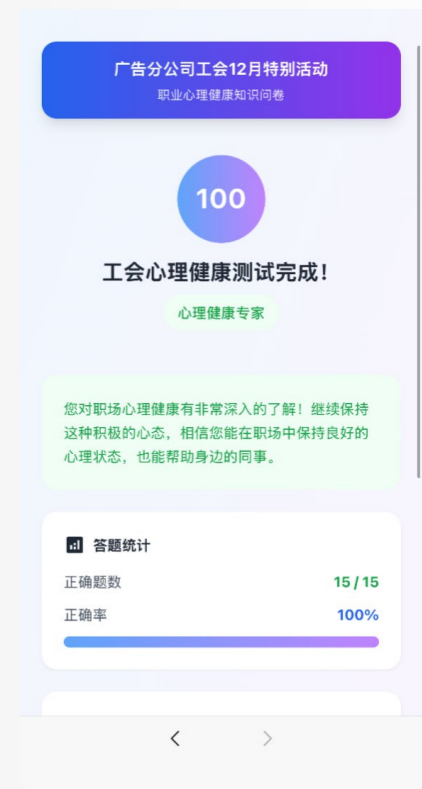 广告分公司工会12月特别活动
职业心理健康知识问卷
100
工会心理健康测试完成！
心理健康专家
您对职场心理健康有非常深入的了解！继续保持
这种积极的心态，相信您能在职场中保持良好的
心理状态，也能帮助身边的同事。
答题统计
正确题数 15 / 15
正确率 100%